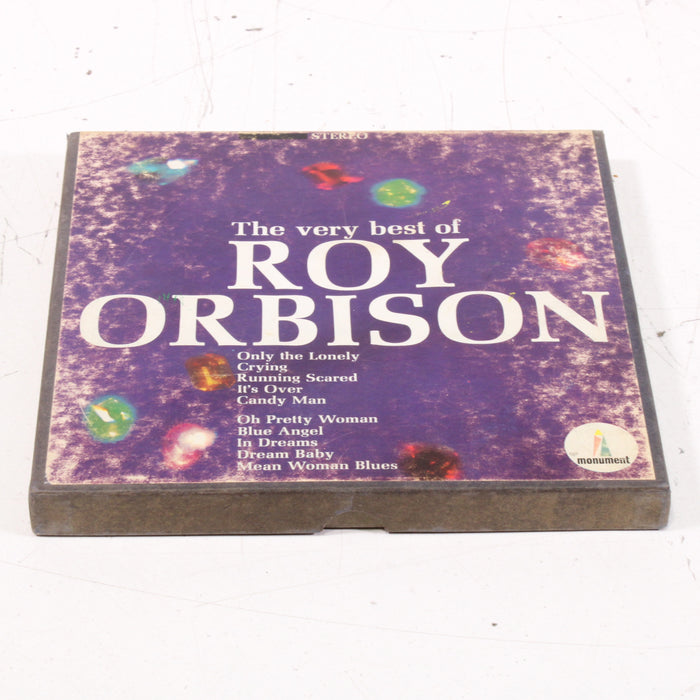 STEREO
The very best of
ROY
ORBISON
Only the Lonely
Crying
Running Scared
It's Over
Candy Man
Oh Pretty Woman
Blue Angel
In Dreams
Dream Baby
Mean Woman Blues
monument